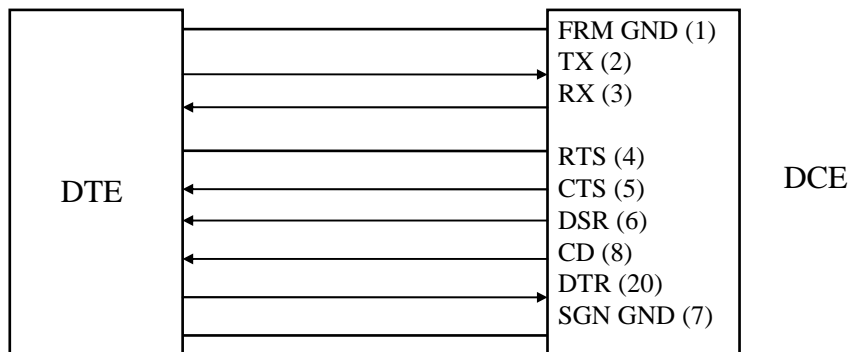 DTE
FRM GND (1)
TX (2)
RX (3)
RTS (4)
CTS (5)
DSR (6)
CD (8)
DTR (20)
SGN GND (7)
DCE